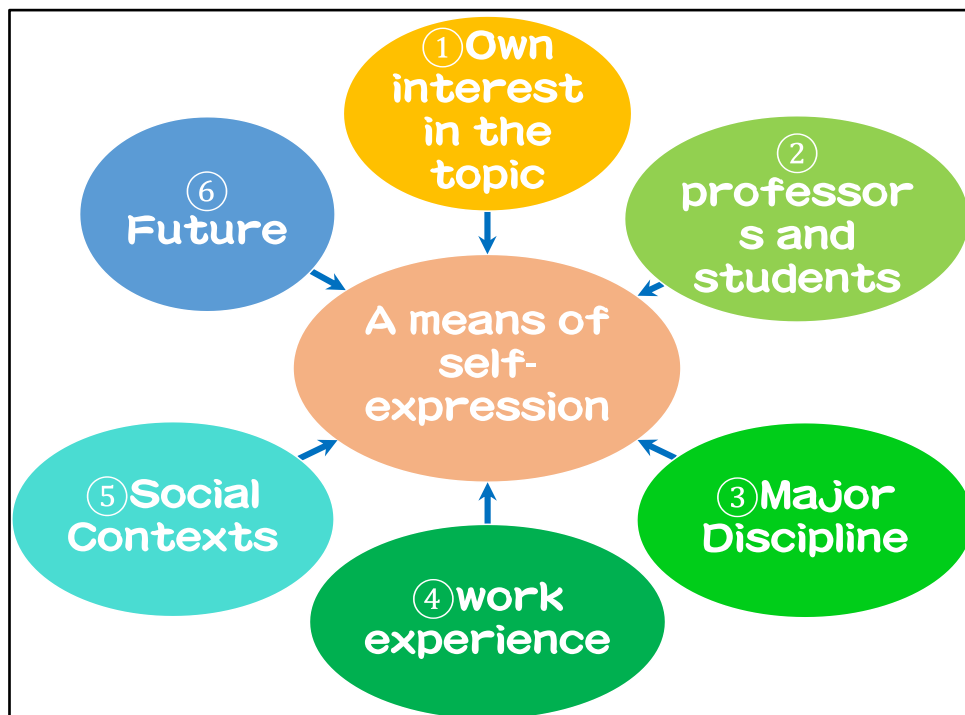 ①Own
interest
in the
topic
②
professor
s and
students
③Major
Discipline
④work
experience
⑤Social
Contexts
⑥
Future
A means of
self-
expression